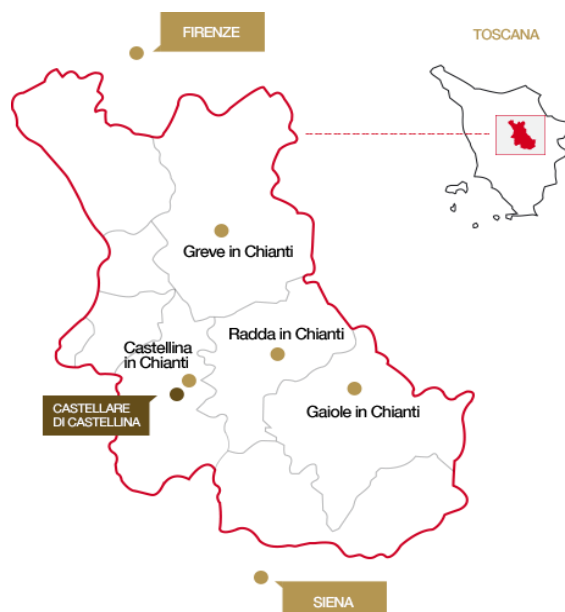 FIRENZE
TOSCANA
Greve in Chianti
Radda in Chianti
Castellina
in Chianti
CASTELLARE
DI CASTELLINA
Gaiole in Chianti
SIENA